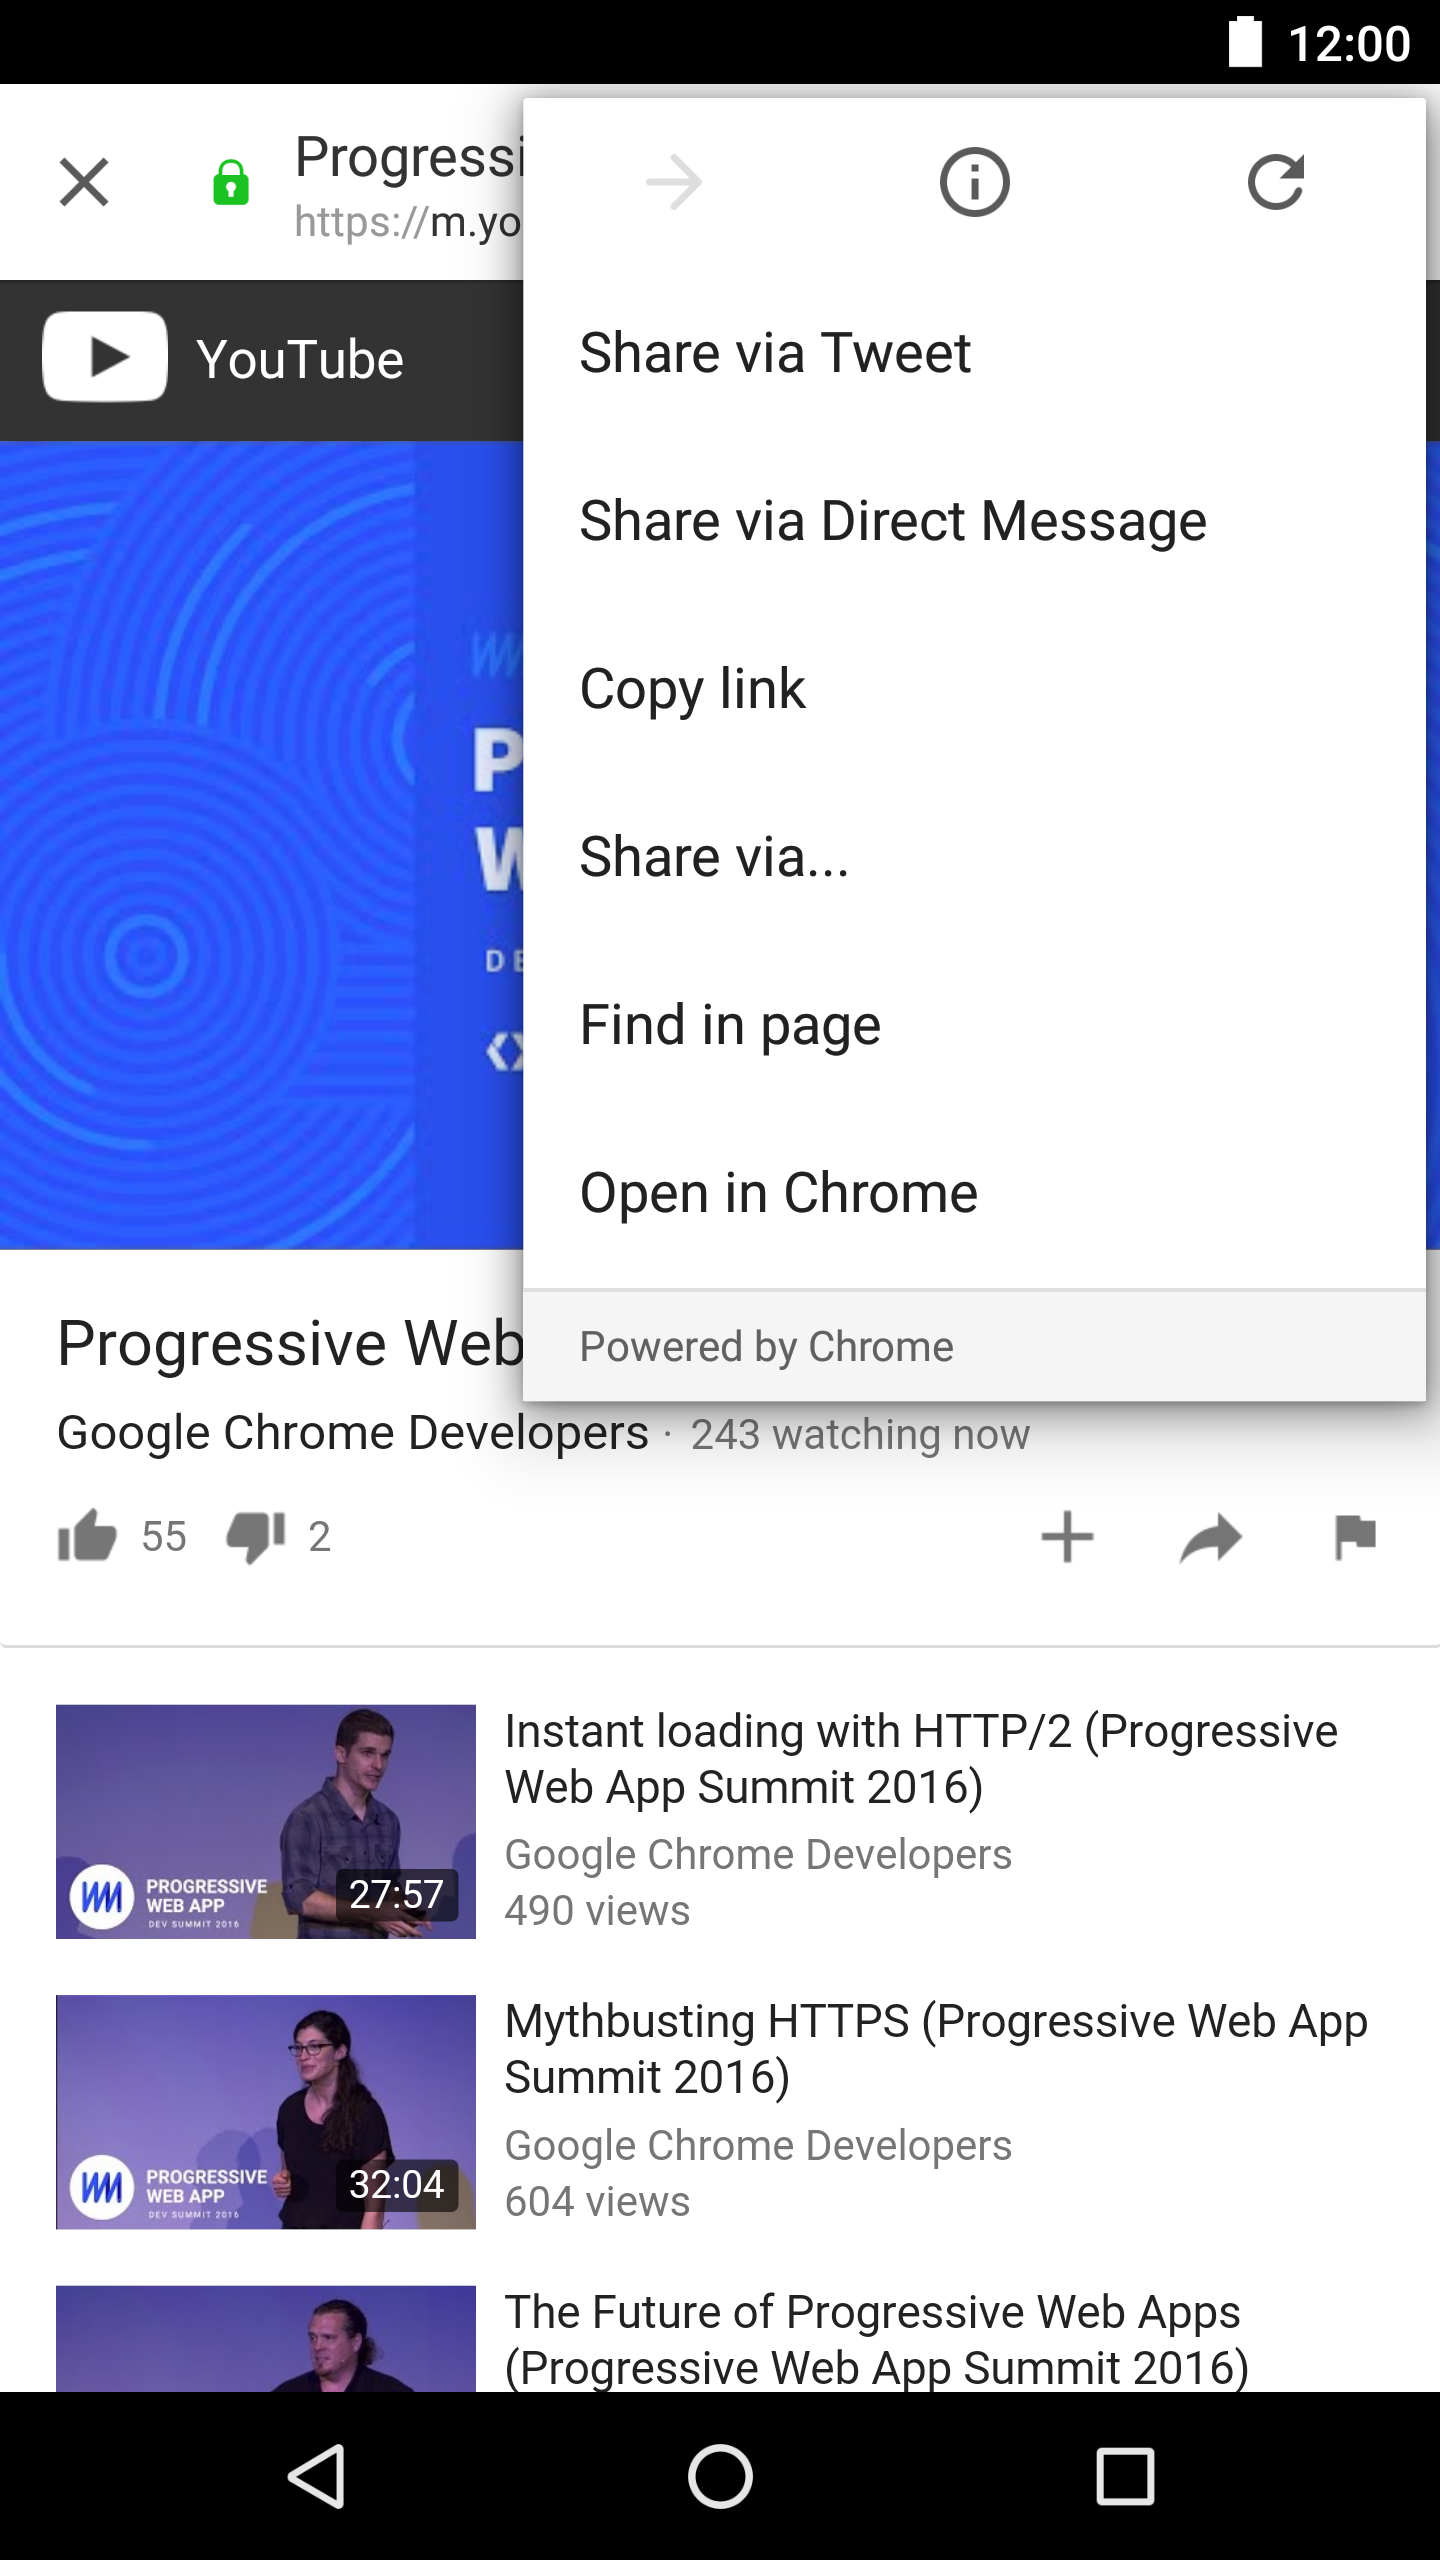 12:00
Progressi
https://m.yo
YouTube
Share via Tweet
Share via Direct Message
Copy link
Share via...
Find in page
Open in Chrome
Powered by Chrome
P
W
DE
Progressive Web
Google Chrome Developers · 243 watching now
55
2
Instant loading with HTTP/2 (Progressive
Web App Summit 2016)
Google Chrome Developers
490 views
PROGRESSIVE
WEB APP
DEV SUMMIT 2016
27:57
Mythbusting HTTPS (Progressive Web App
Summit 2016)
Google Chrome Developers
604 views
PROGRESSIVE
WEB APP
DEV SUMMIT 2016
32:04
The Future of Progressive Web Apps
(Progressive Web App Summit 2016)